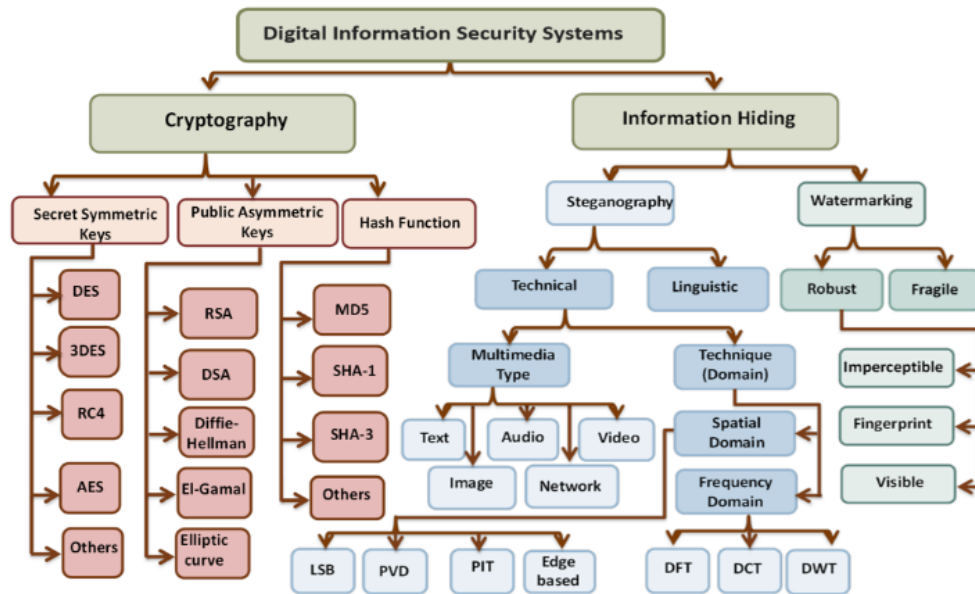 Digital Information Security Systems
Cryptography
Information Hiding
Secret Symmetric
Keys
Public Asymmetric
Keys
Hash Function
Steganography
Watermarking
DES
3DES
RC4
AES
Others
RSA
DSA
Diffie-
Hellman
El-Gamal
Elliptic
curve
MD5
SHA-1
SHA-3
Others
Technical
Linguistic
Robust
Fragile
Multimedia
Type
Technique
(Domain)
Imperceptible
Fingerprint
Visible
Text
Audio
Video
Image
Network
Spatial
Domain
Frequency
Domain
LSB
PVD
PIT
Edge
based
DFT
DCT
DWT